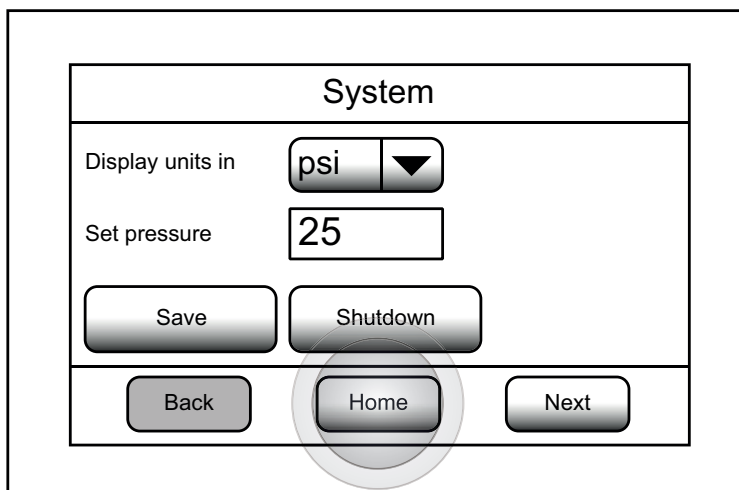 System
Display units in psi
Set pressure 25
Save Shutdown
Back Home Next